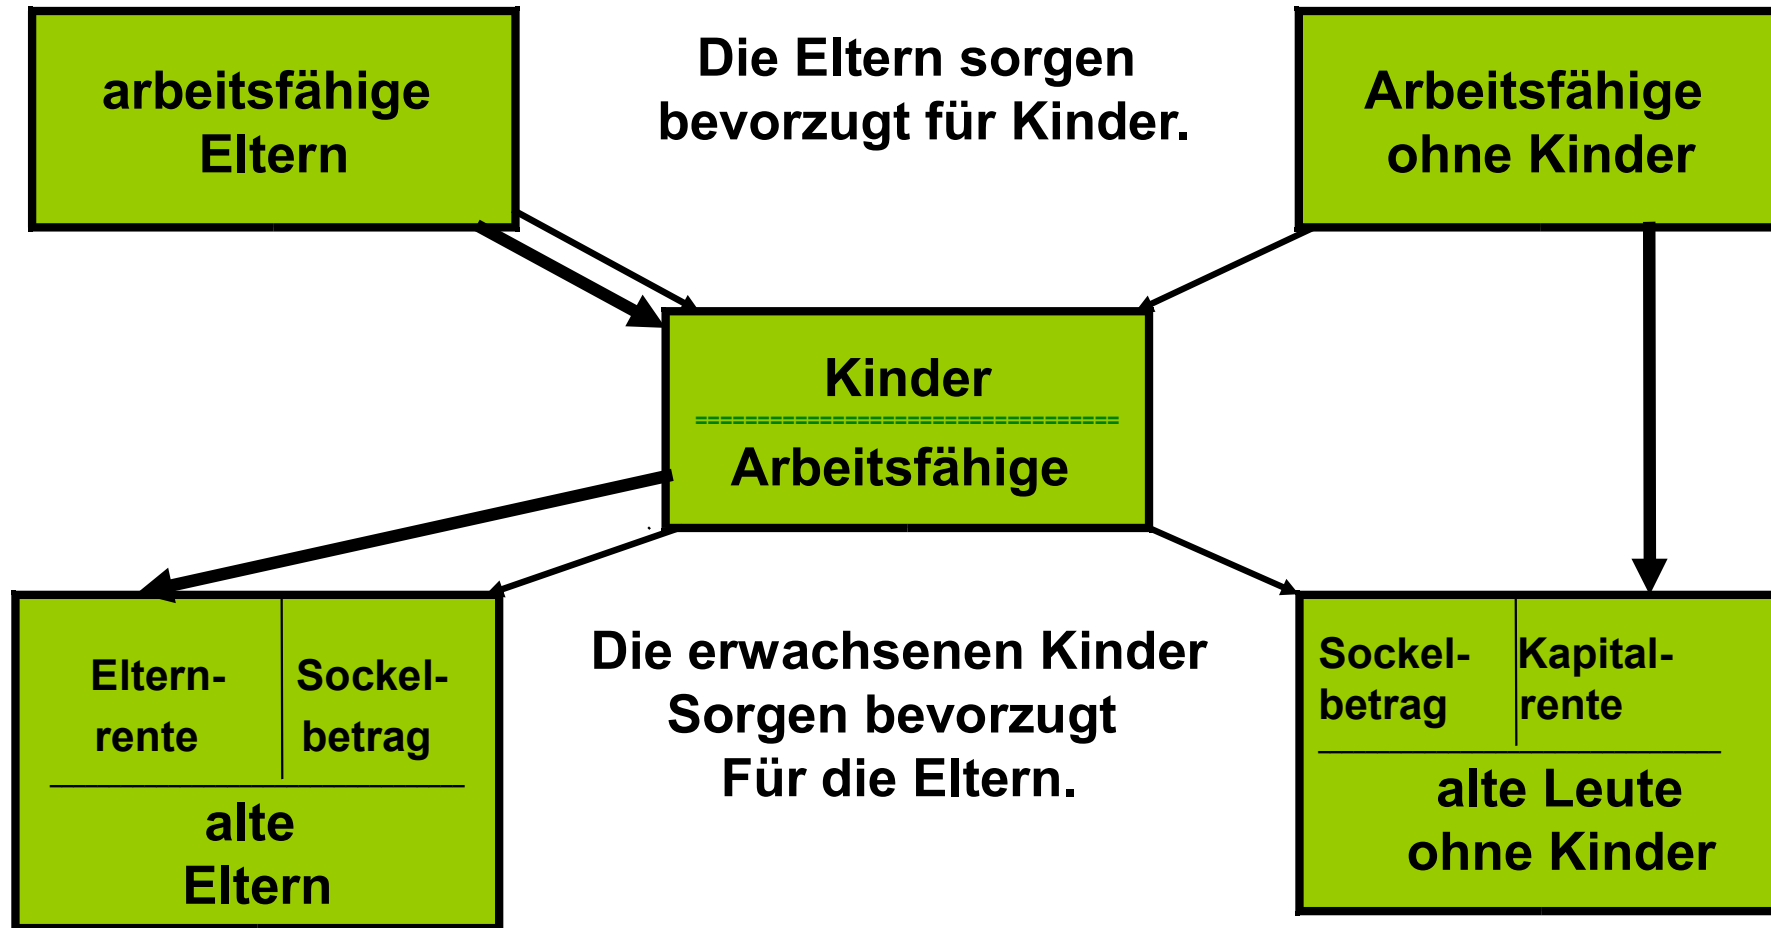 arbeitsfähige
Eltern
Die Eltern sorgen
bevorzugt für Kinder.
Arbeitsfähige
ohne Kinder
Kinder
==================================
Arbeitsfähige
Eltern-
rente
Sockel-
betrag
alte
Eltern
Die erwachsenen Kinder
Sorgen bevorzugt
Für die Eltern.
Sockel-
betrag
Kapital-
rente
alte Leute
ohne Kinder